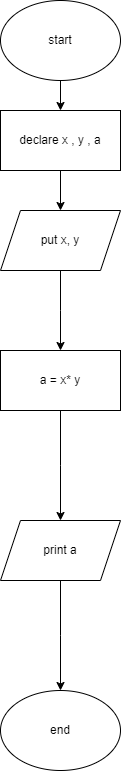 start
declare x , y , a
put x, y
a = x* y
print a
end